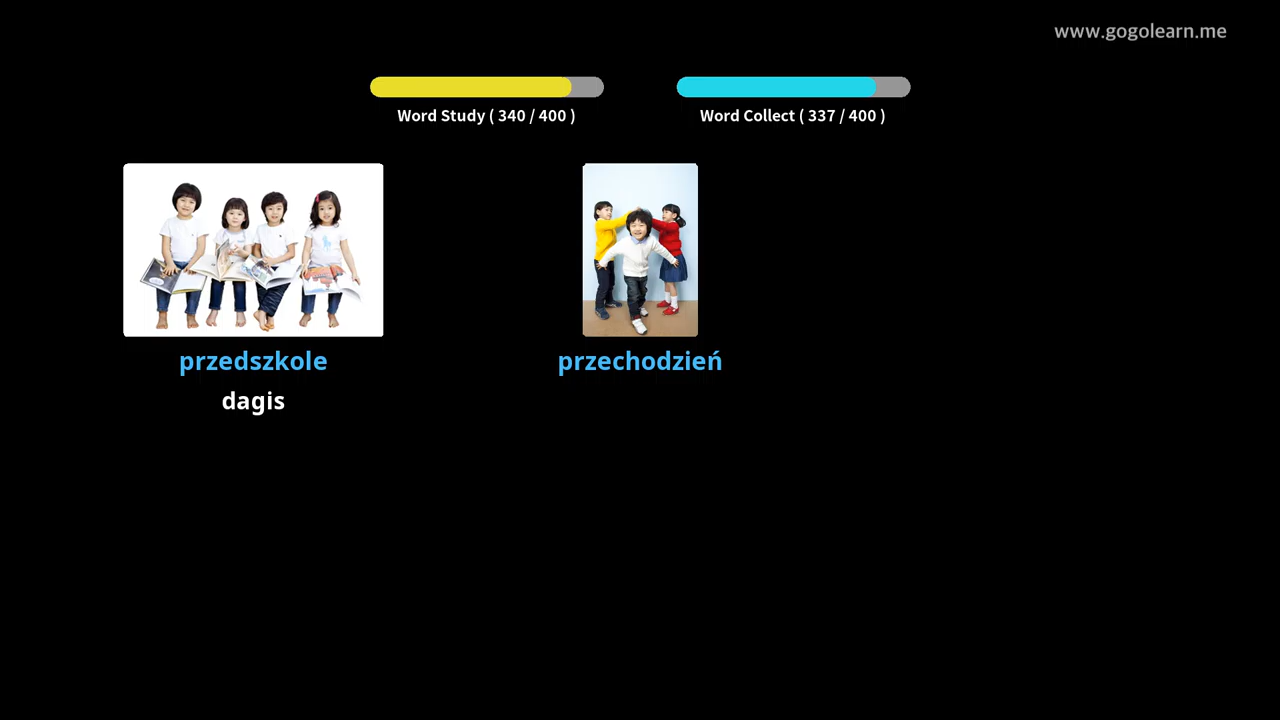 www.gogolearn.me
Word Study ( 340 / 400 )
Word Collect ( 337 / 400 )
przedszkole
przechodzień
dagis